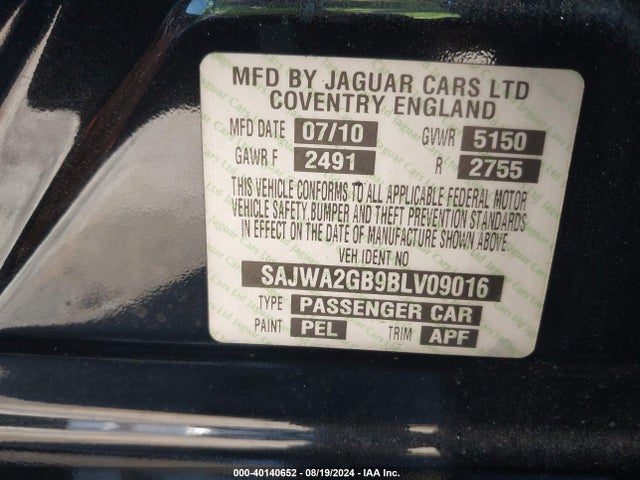 MFD BY JAGUAR CARS LTD
COVENTRY ENGLAND
MFD DATE 07/10 GVWR 5150
GAWR F 2491 R 2755
THIS VEHICLE CONFORMS TO ALL APPLICABLE FEDERAL MOTOR
VEHICLE SAFETY, BUMPER AND THEFT PREVENTION STANDARDS
IN EFFECT ON THE DATE OF MANUFACTURE SHOWN ABOVE.
VEH IDENT NO
SAJWA2GB9BLV09016
TYPE PASSENGER CAR
PAINT PEL TRIM APF
000-40140652 - 08/19/2024 - IAA Inc.